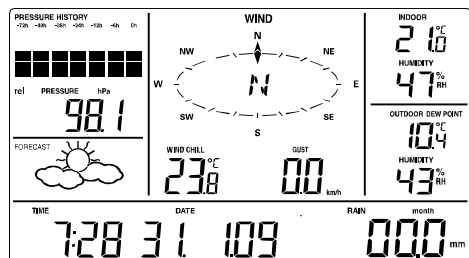 PRESSURE HISTORY
-72h -48h -36h -24h -12h -6h 0h
rel PRESSURE hPa
98.1
FORECAST
WIND
N
NW NE
W N E
SW SE
S
WIND CHILL GUST
23.8 °C 0.0 km/h
INDOOR
21.0 °C
HUMIDITY
47 % RH
OUTDOOR DEW POINT
10.4 °C
HUMIDITY
43 % RH
TIME DATE RAIN month
7:28 31. 1.09 00.0 mm